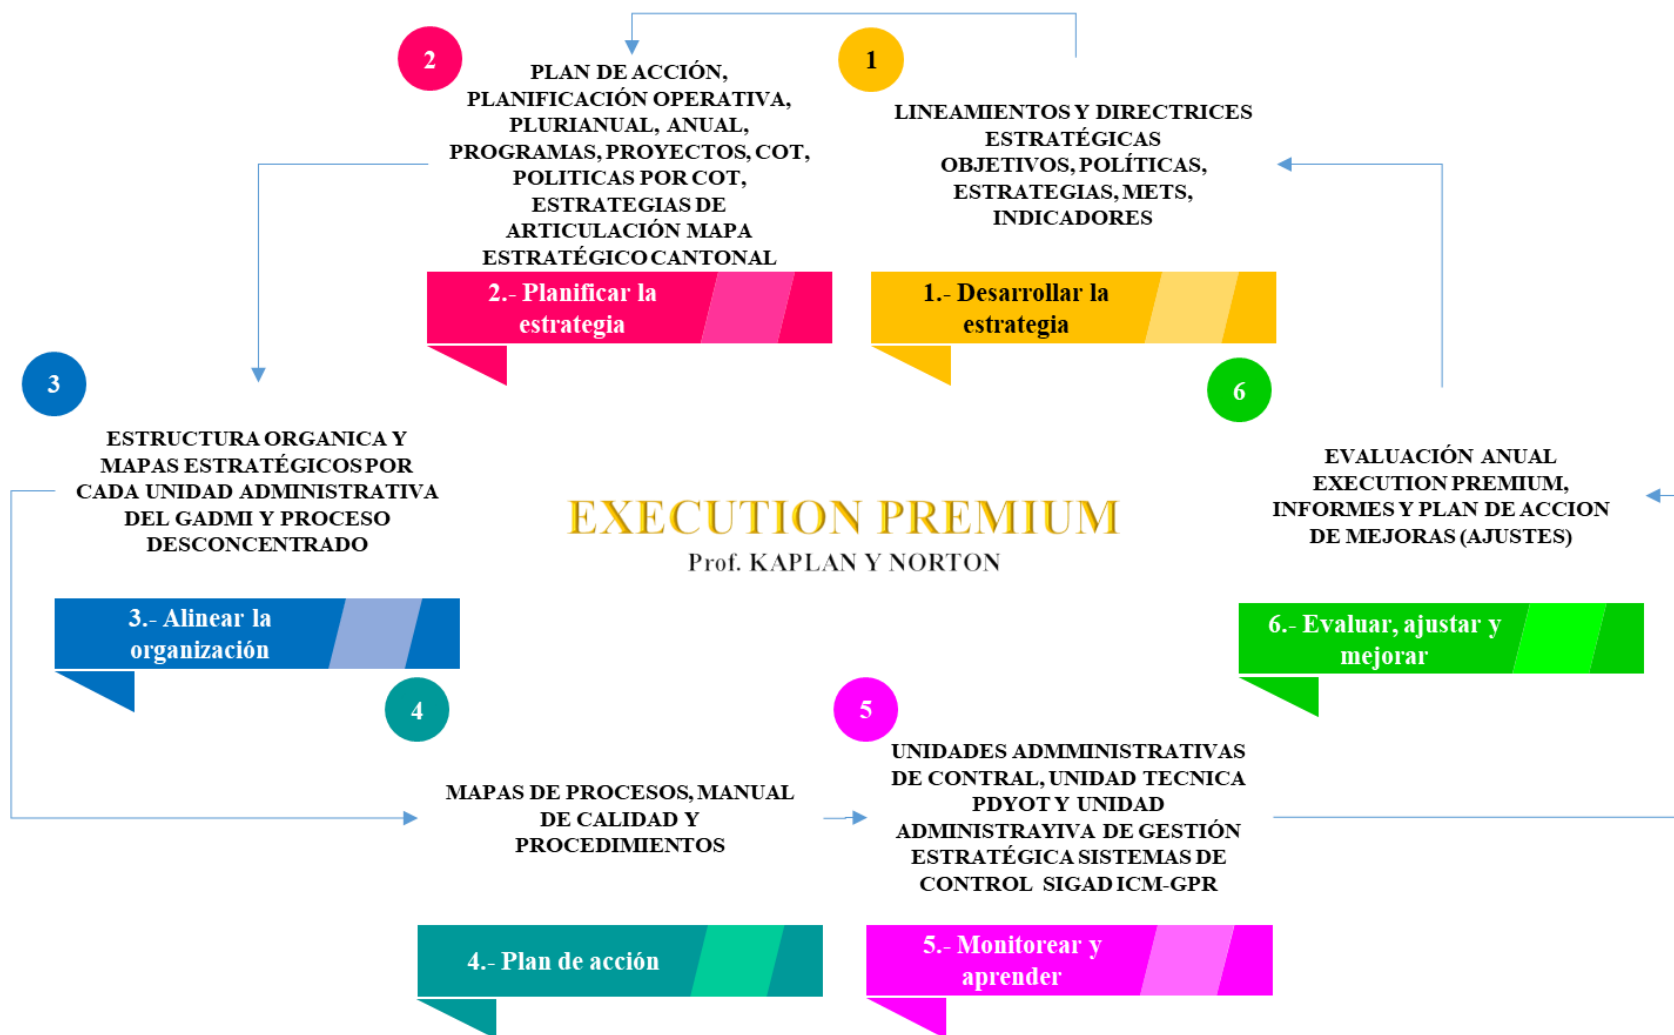 2
PLAN DE ACCIÓN,
PLANIFICACIÓN OPERATIVA,
PLURIANUAL, ANUAL,
PROGRAMAS, PROYECTOS, COT,
POLITICAS POR COT,
ESTRATEGIAS DE
ARTICULACIÓN MAPA
ESTRATÉGICO CANTONAL
2.- Planificar la
estrategia
1
LINEAMIENTOS Y DIRECTRICES
ESTRATÉGICAS
OBJETIVOS, POLÍTICAS,
ESTRATEGIAS, METS,
INDICADORES
1.- Desarrollar la
estrategia
3
ESTRUCTURA ORGANICA Y
MAPAS ESTRATÉGICOS POR
CADA UNIDAD ADMINISTRATIVA
DEL GADMI Y PROCESO
DESCONCENTRADO
3.- Alinear la
organización
EXECUTION PREMIUM
Prof. KAPLAN Y NORTON
6
EVALUACIÓN ANUAL
EXECUTION PREMIUM,
INFORMES Y PLAN DE ACCION
DE MEJORAS (AJUSTES)
6.- Evaluar, ajustar y
mejorar
4
MAPAS DE PROCESOS, MANUAL
DE CALIDAD Y
PROCEDIMIENTOS
4.- Plan de acción
5
UNIDADES ADMMINISTRATIVAS
DE CONTRAL, UNIDAD TECNICA
PDYOT Y UNIDAD
ADMINISTRAYIVA DE GESTIÓN
ESTRATÉGICA SISTEMAS DE
CONTROL SIGAD ICM-GPR
5.- Monitorear y
aprender